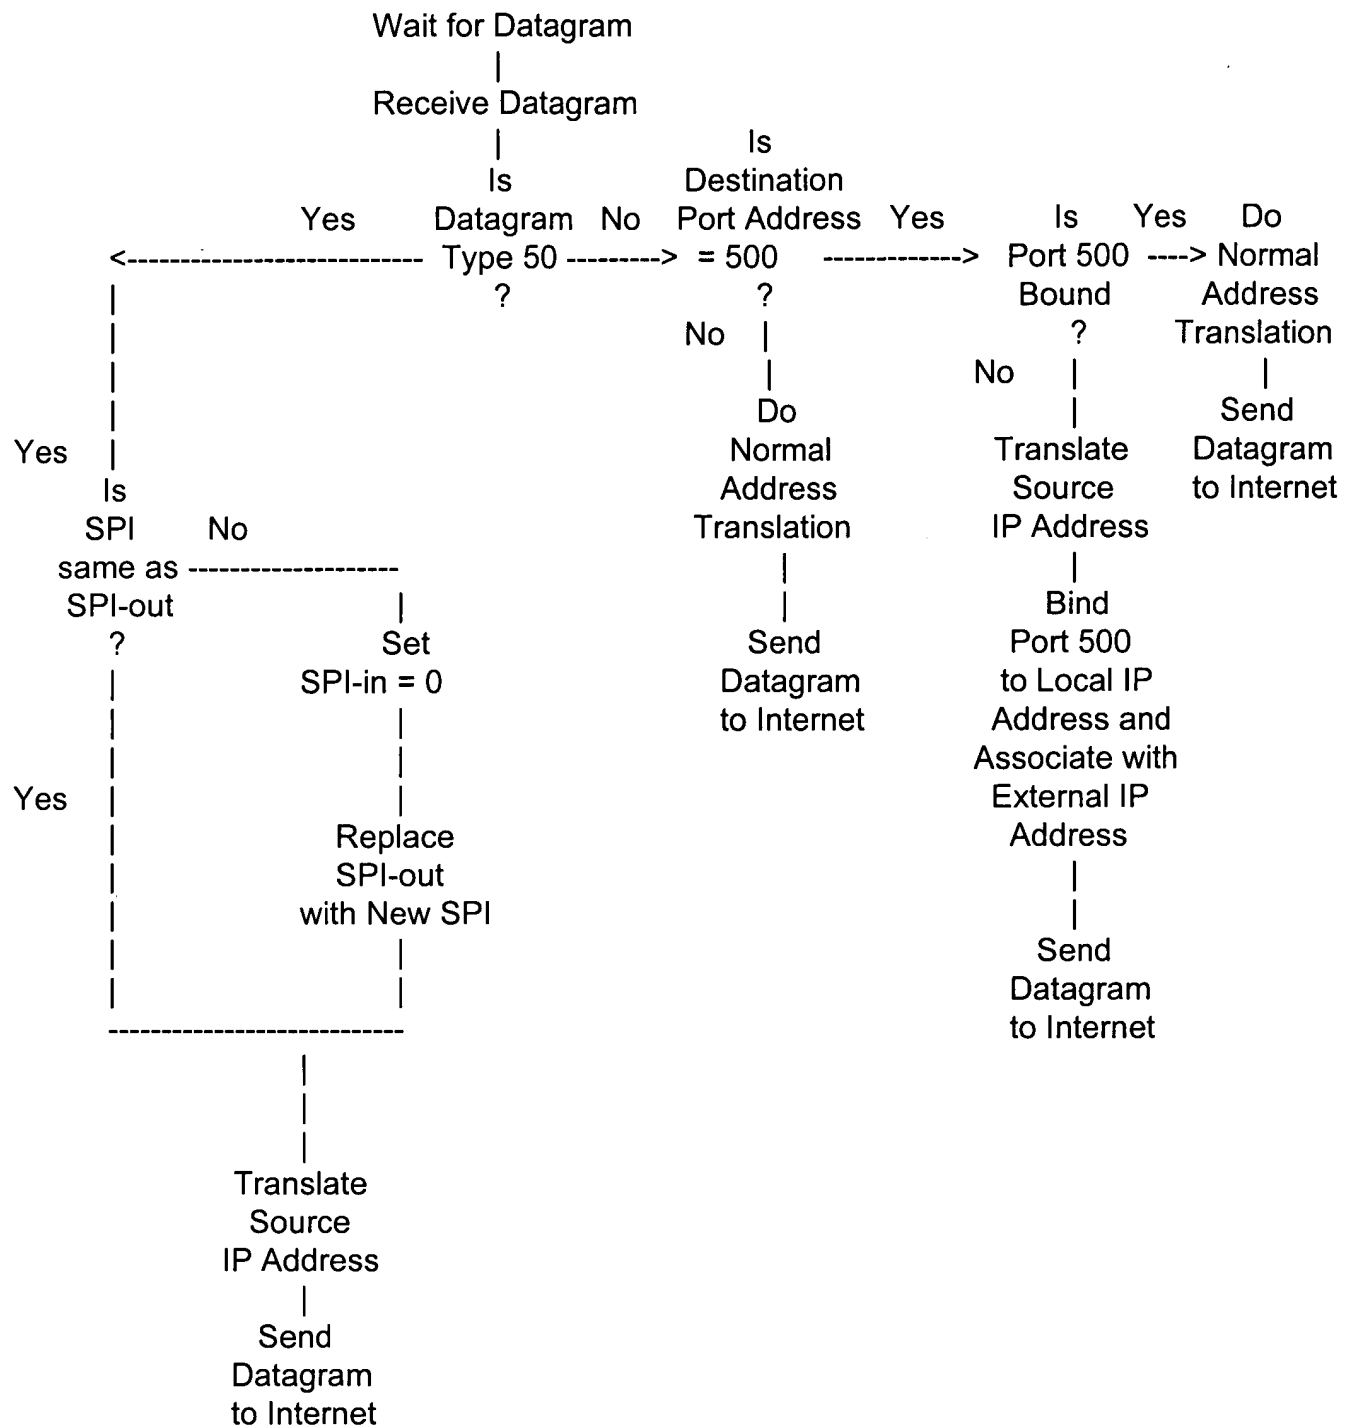 Wait for Datagram
Receive Datagram
Is
Datagram
Type 50
?
Yes
No
Is
Destination
Port Address
= 500
?
Yes
No
Is
Port 500
Bound
?
Yes
No
Do
Normal
Address
Translation
Send
Datagram
to Internet
Do
Normal
Address
Translation
Send
Datagram
to Internet
Translate
Source
IP Address
Bind
Port 500
to Local IP
Address and
Associate with
External IP
Address
Send
Datagram
to Internet
Yes
Is
SPI
same as
SPI-out
?
No
Set
SPI-in = 0
Replace
SPI-out
with New SPI
Yes
Translate
Source
IP Address
Send
Datagram
to Internet